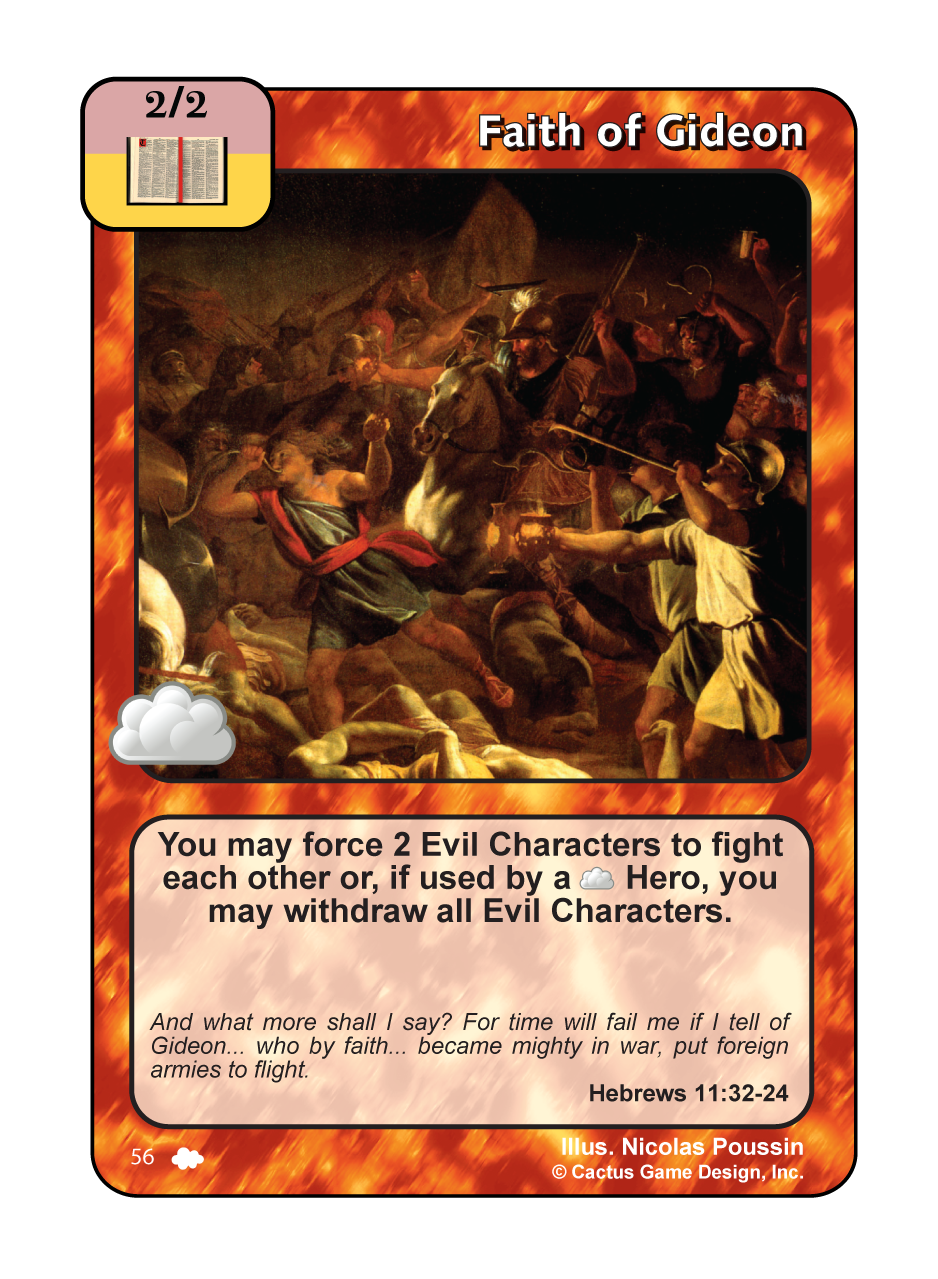 2/2
Faith of Gideon
You may force 2 Evil Characters to fight
each other or, if used by a Hero, you
may withdraw all Evil Characters.
And what more shall I say? For time will fail me if I tell of
Gideon... who by faith... became mighty in war, put foreign
armies to flight.
Hebrews 11:32-24
56
Illus. Nicolas Poussin
© Cactus Game Design, Inc.